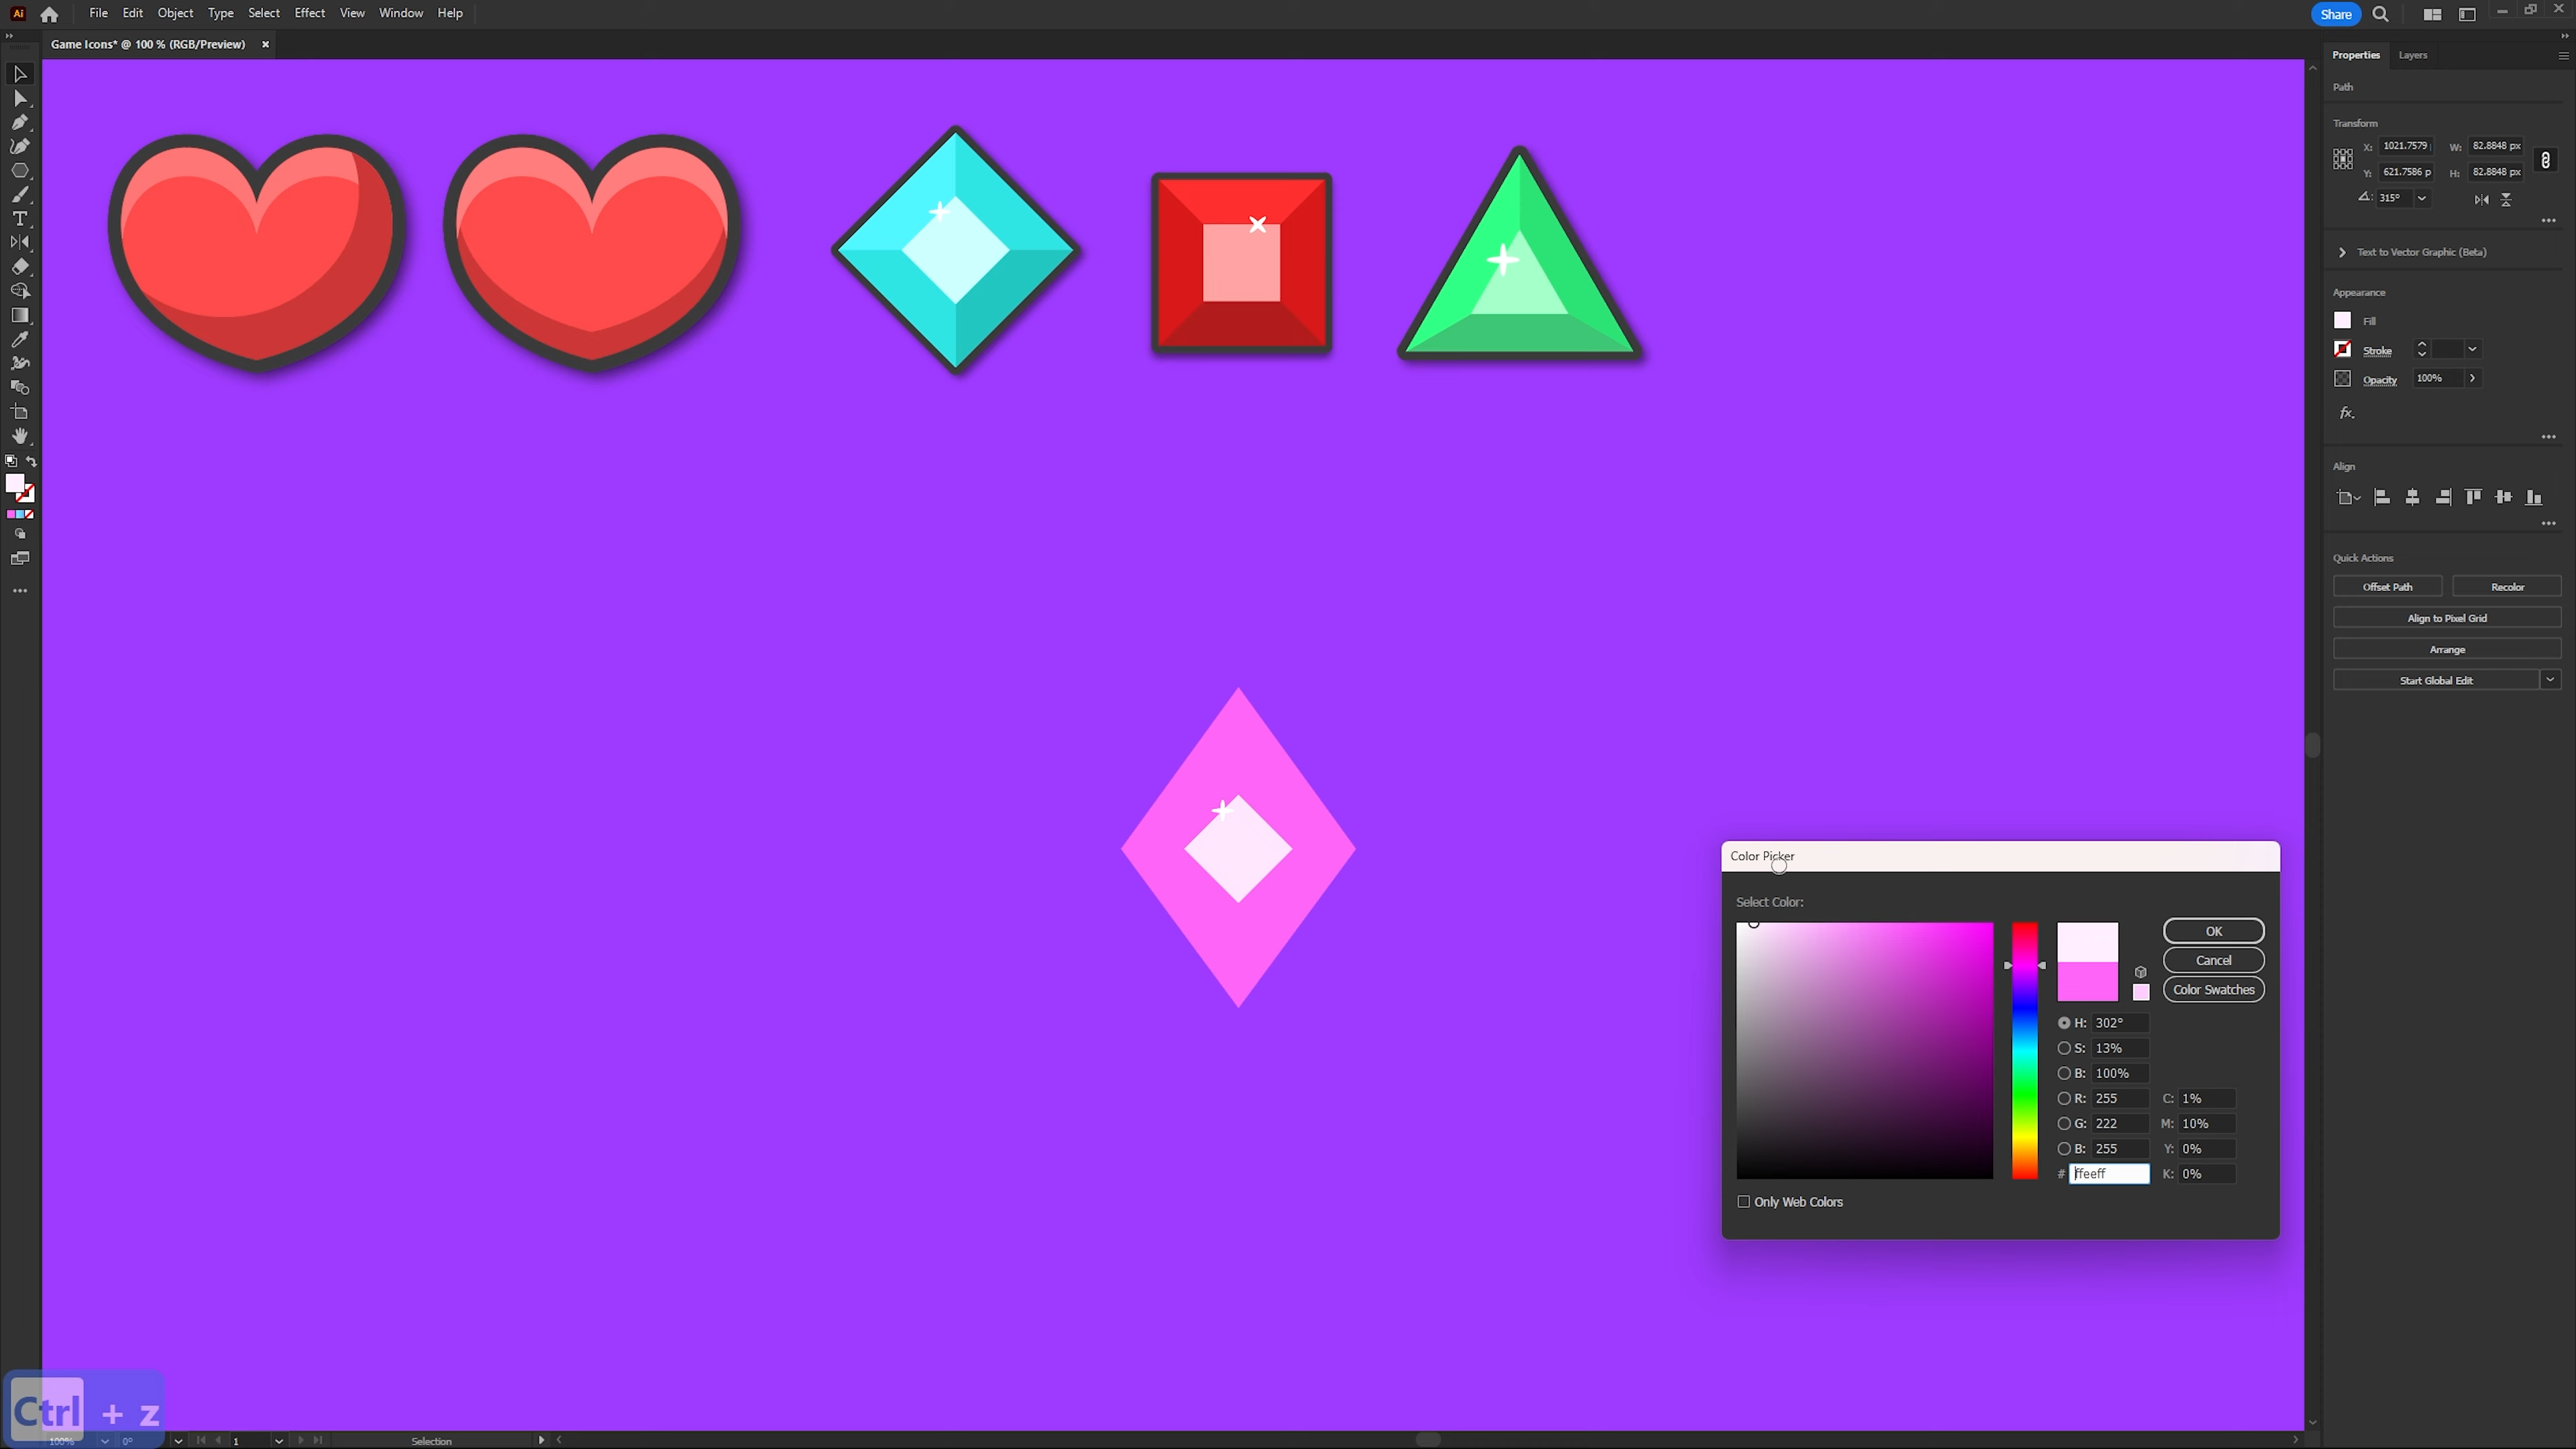 Ai File Edit Object Type Select Effect View Window Help Share
Game Icons* @ 100 % (RGB/Preview) ×
Properties Layers
Path
Transform
X: 1021.7579 W: 82.8848 px
Y: 621.7586 p H: 82.8848 px
315°
Text to Vector Graphic (Beta)
Appearance
Fill
Stroke
Opacity 100%
fx.
Align
Quick Actions
Offset Path Recolor
Align to Pixel Grid
Arrange
Start Global Edit
Color Picker
Select Color:
OK
Cancel
Color Swatches
H: 302°
S: 13%
B: 100%
R: 255 C: 1%
G: 222 M: 10%
B: 255 Y: 0%
# ffeeff K: 0%
Only Web Colors
Ctrl + z
100% 0° 1 Selection